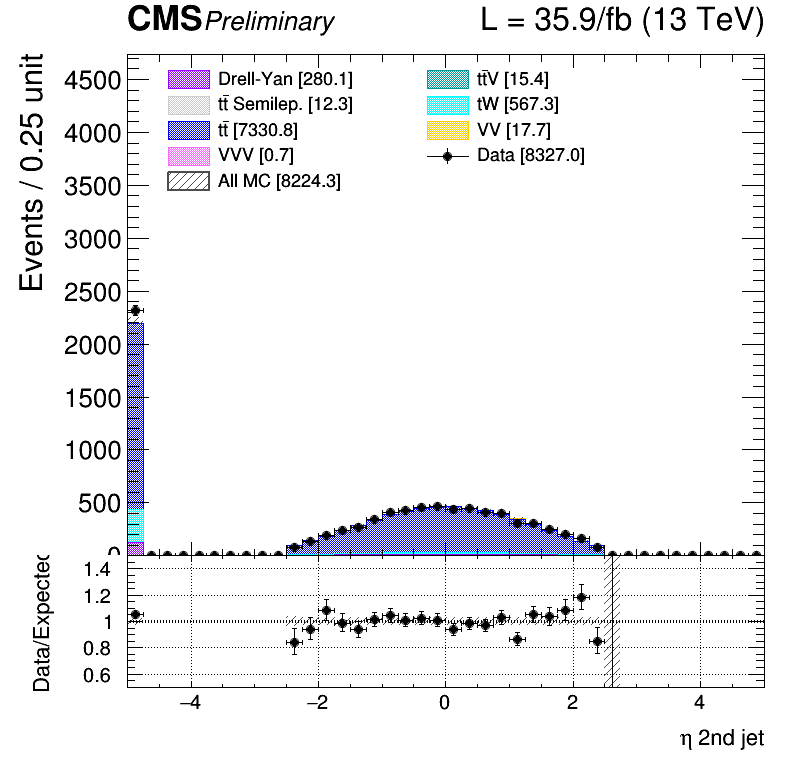 CMS Preliminary L = 35.9/fb (13 TeV)
Events / 0.25 unit
4500
4000
3500
3000
2500
2000
1500
1000
500
0
Drell-Yan [280.1]
tt̄ Semilep. [12.3]
tt̄ [7330.8]
VVV [0.7]
All MC [8224.3]
tt̄V [15.4]
tW [567.3]
VV [17.7]
Data [8327.0]
Data/Expected
1.4
1.2
1
0.8
0.6
−4 −2 0 2 4
η 2nd jet